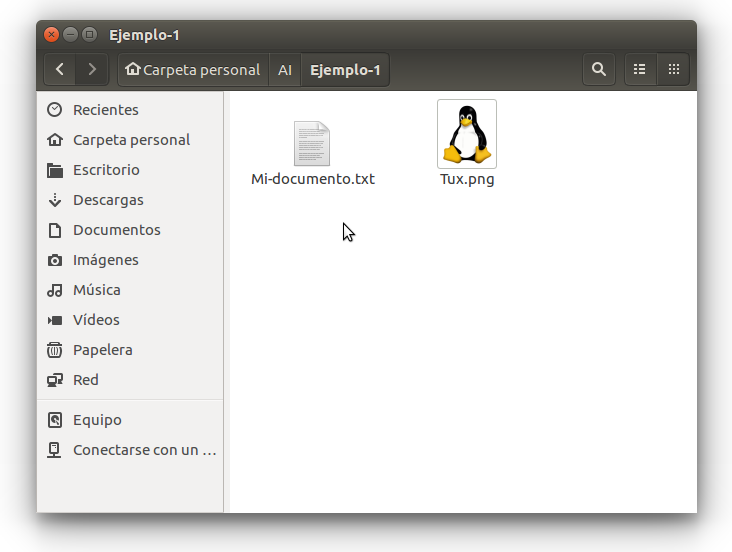 Ejemplo-1
Carpeta personal AI Ejemplo-1
Recientes
Carpeta personal
Escritorio
Descargas
Documentos
Imágenes
Música
Vídeos
Papelera
Red
Equipo
Conectarse con un ...
Mi-documento.txt
Tux.png